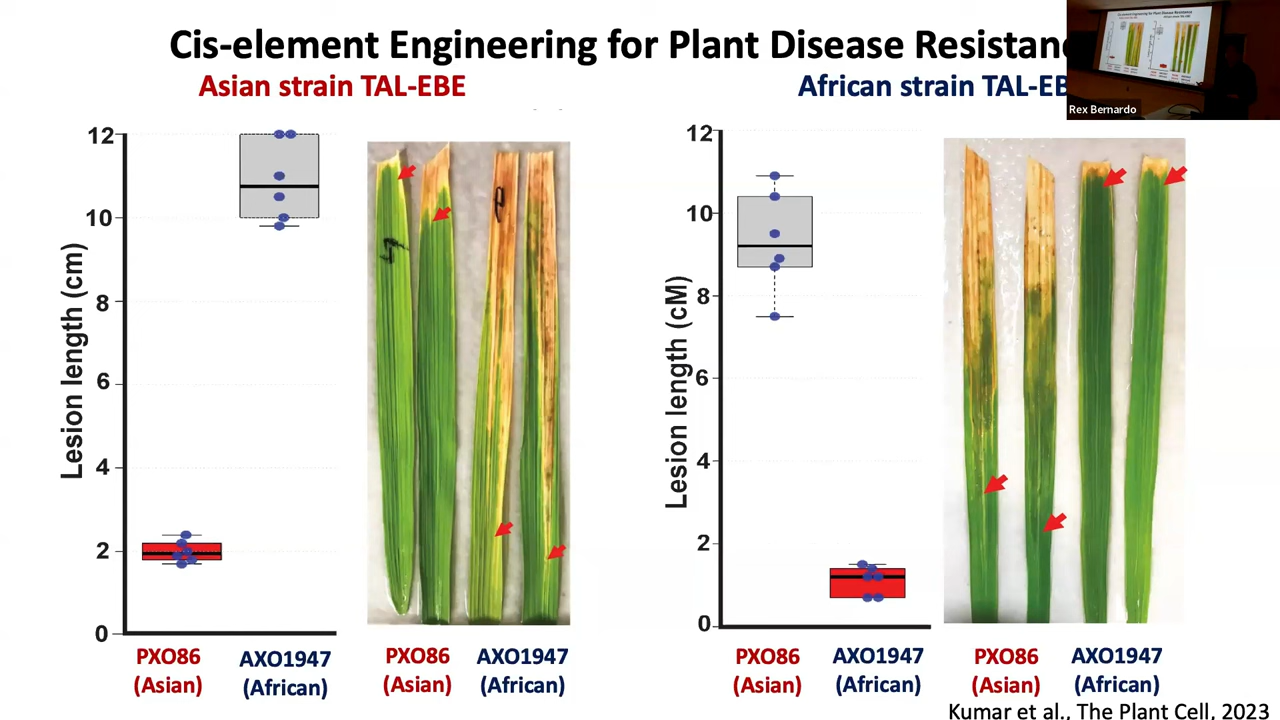 Cis-element Engineering for Plant Disease Resistan
Asian strain TAL-EBE
African strain TAL-EB
Rex Bernardo
12
10
8
6
4
2
0
Lesion length (cm)
PXO86
(Asian)
AXO1947
(African)
PXO86
(Asian)
AXO1947
(African)
12
10
8
6
4
2
0
Lesion length (cM)
PXO86
(Asian)
AXO1947
(African)
PXO86
(Asian)
AXO1947
(African)
Kumar et al., The Plant Cell, 2023